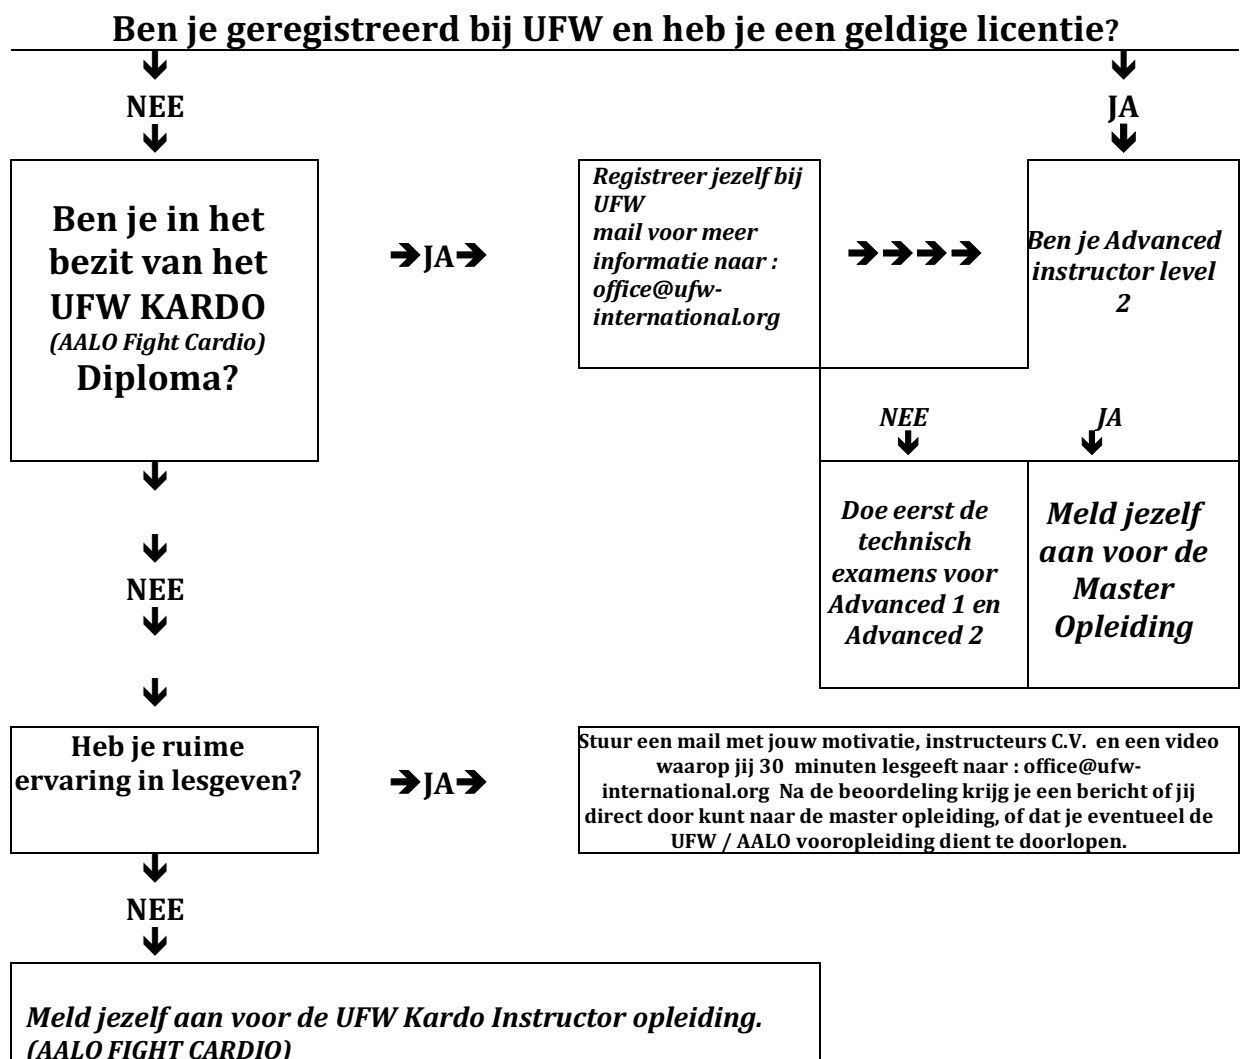 Ben je geregistreerd bij UFW en heb je een geldige licentie?
NEE
JA
Ben je in het
bezit van het
UFW KARDO
(AALO Fight Cardio)
Diploma?
JA
Registreer jezelf bij
UFW
mail voor meer
informatie naar :
office@ufw-
international.org
Ben je Advanced
instructor level
2
NEE
JA
Doe eerst de
technisch
examens voor
Advanced 1 en
Advanced 2
Meld jezelf
aan voor de
Master
Opleiding
NEE
Heb je ruime
ervaring in lesgeven?
JA
Stuur een mail met jouw motivatie, instructeurs C.V. en een video
waarop jij 30 minuten lesgeeft naar : office@ufw-
international.org Na de beoordeling krijg je een bericht of jij
direct door kunt naar de master opleiding, of dat je eventueel de
UFW / AALO vooropleiding dient te doorlopen.
NEE
Meld jezelf aan voor de UFW Kardo Instructor opleiding.
(AALO FIGHT CARDIO)